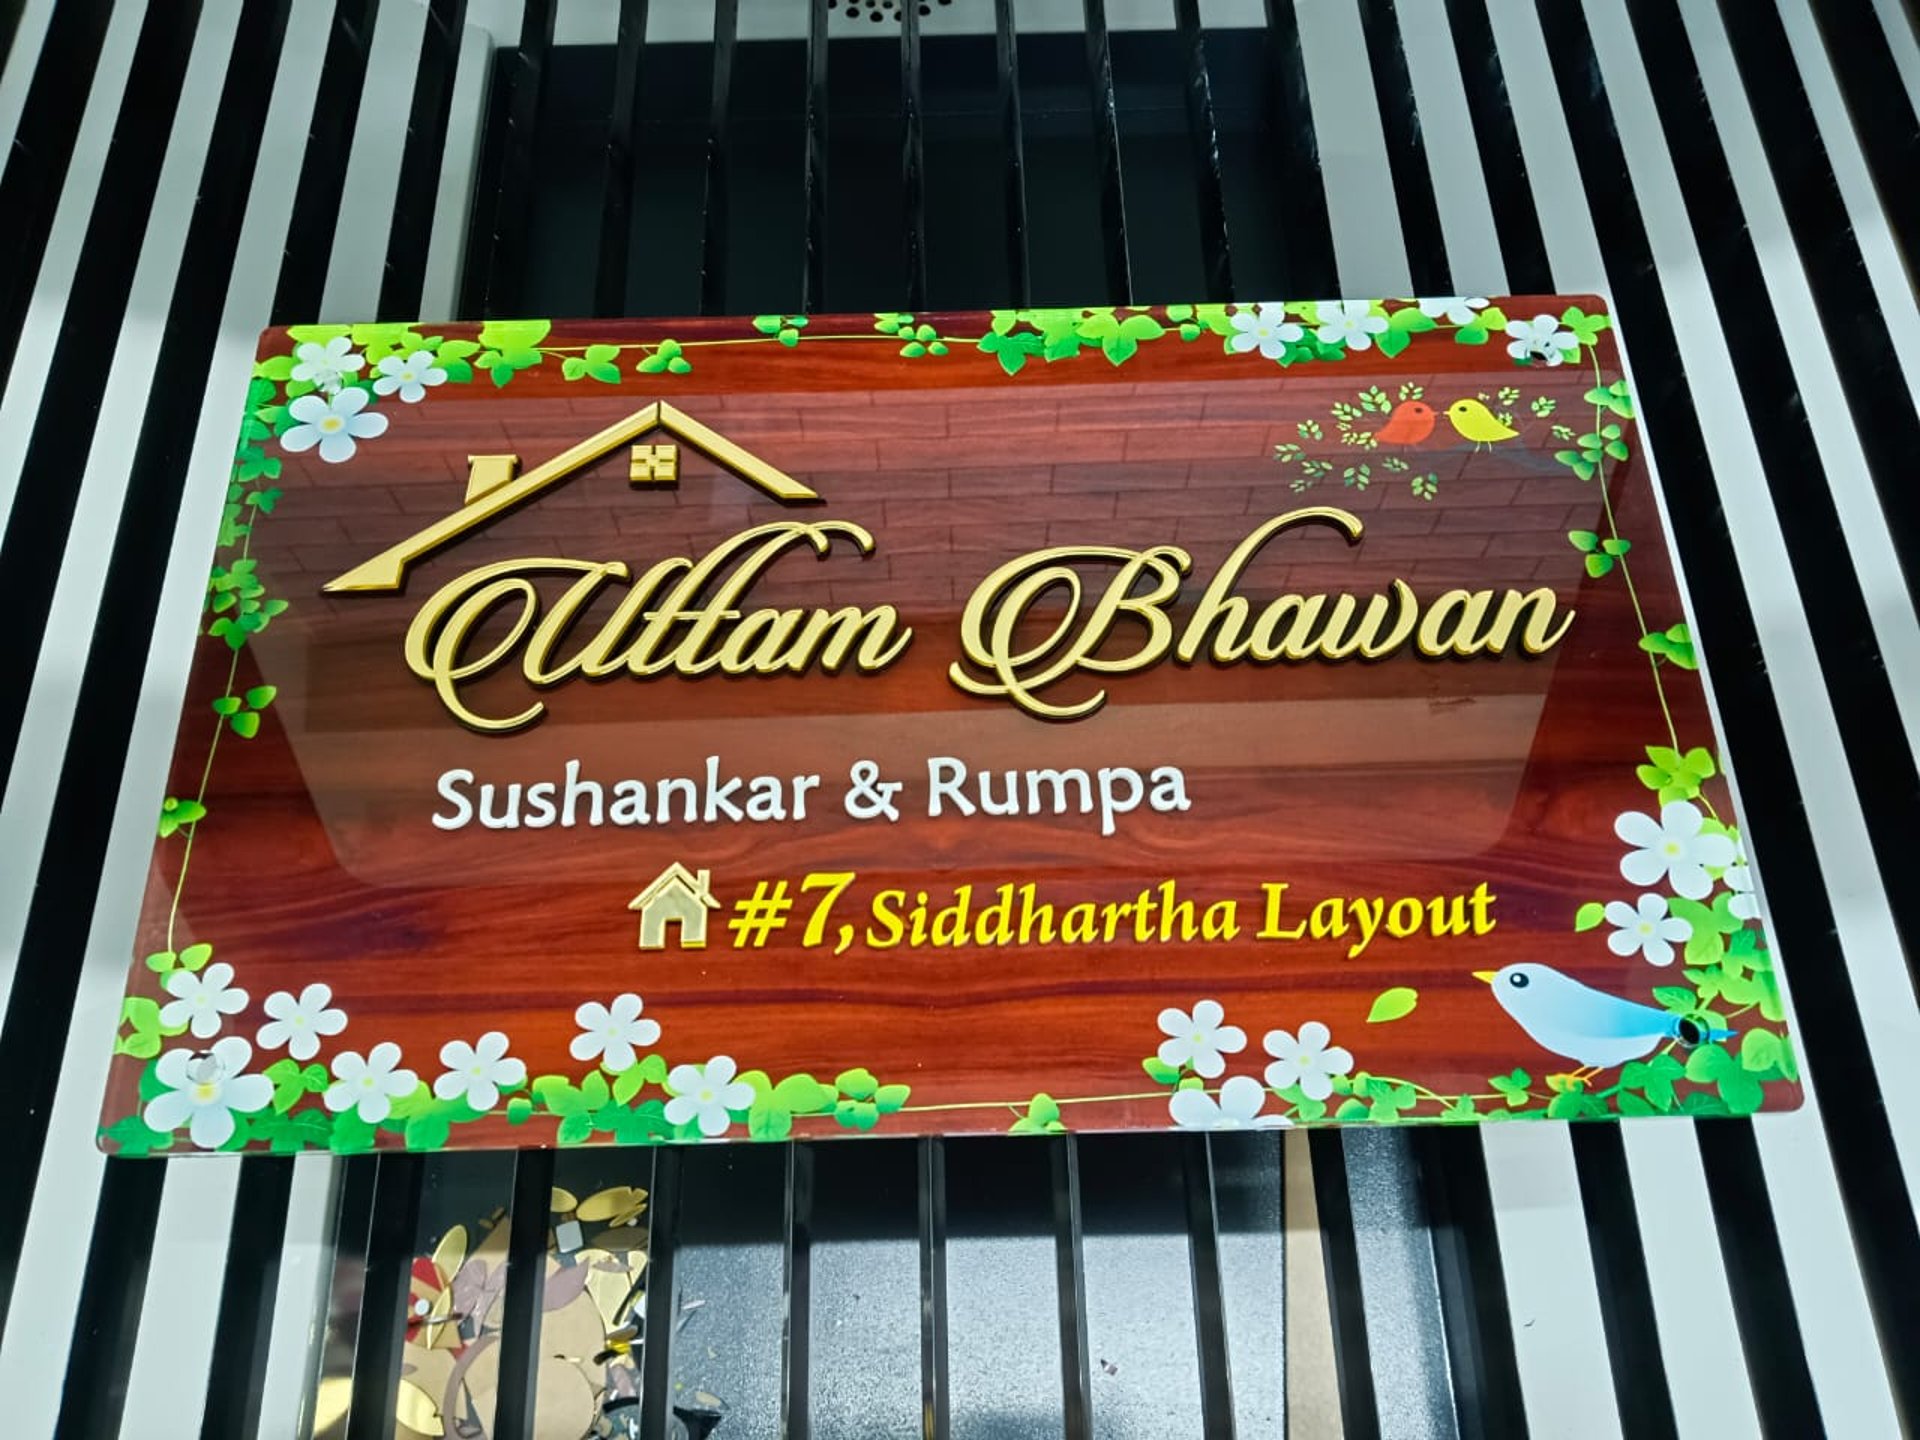 Uttam Bhawan
Sushankar & Rumpa
#7, Siddhartha Layout